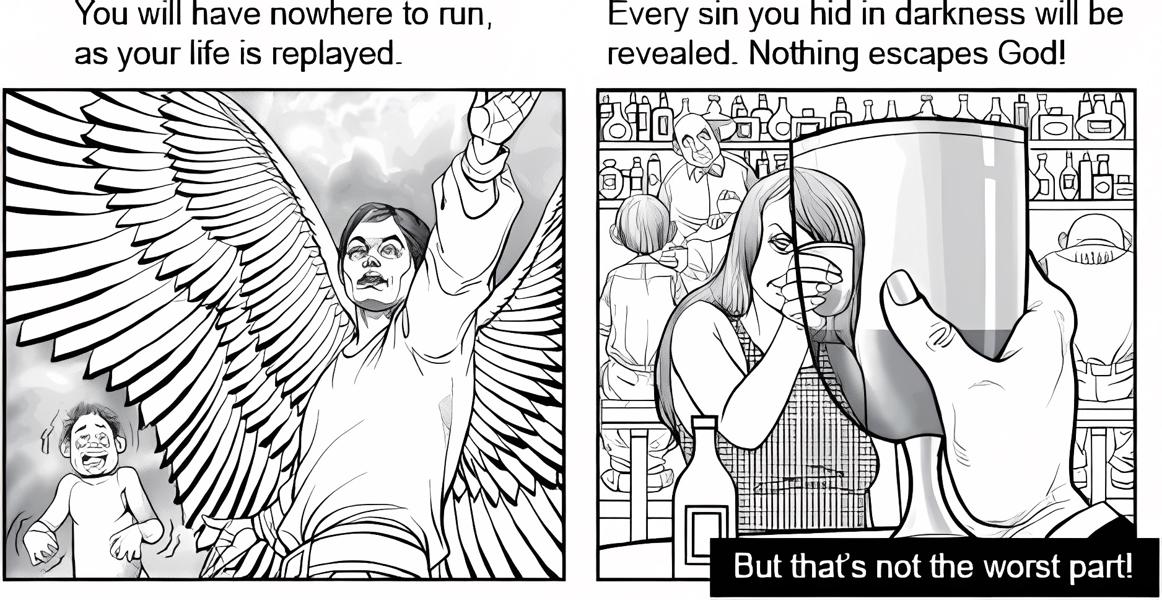 You will have nowhere to run,
as your life is replayed.
Every sin you hid in darkness will be
revealed. Nothing escapes God!
But that's not the worst part!